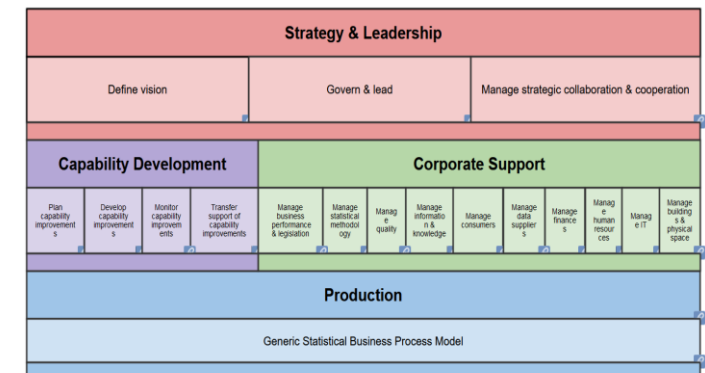 Strategy & Leadership
Define vision
Govern & lead
Manage strategic collaboration & cooperation
Capability Development
Corporate Support
Plan
capability
improvement
s
Develop
capability
improvement
s
Monitor
capability
improvem
ents
Transfer
support of
capability
improvements
Manage
business
performance
& legislation
Manage
statistical
methodol
ogy
Manag
e
quality
Manage
informatio
n &
knowledge
Manage
consumers
Manage
data
supplier
s
Manage
finance
s
Manag
e
human
resour
ces
Manag
e IT
Manage
building
s &
physical
space
Production
Generic Statistical Business Process Model